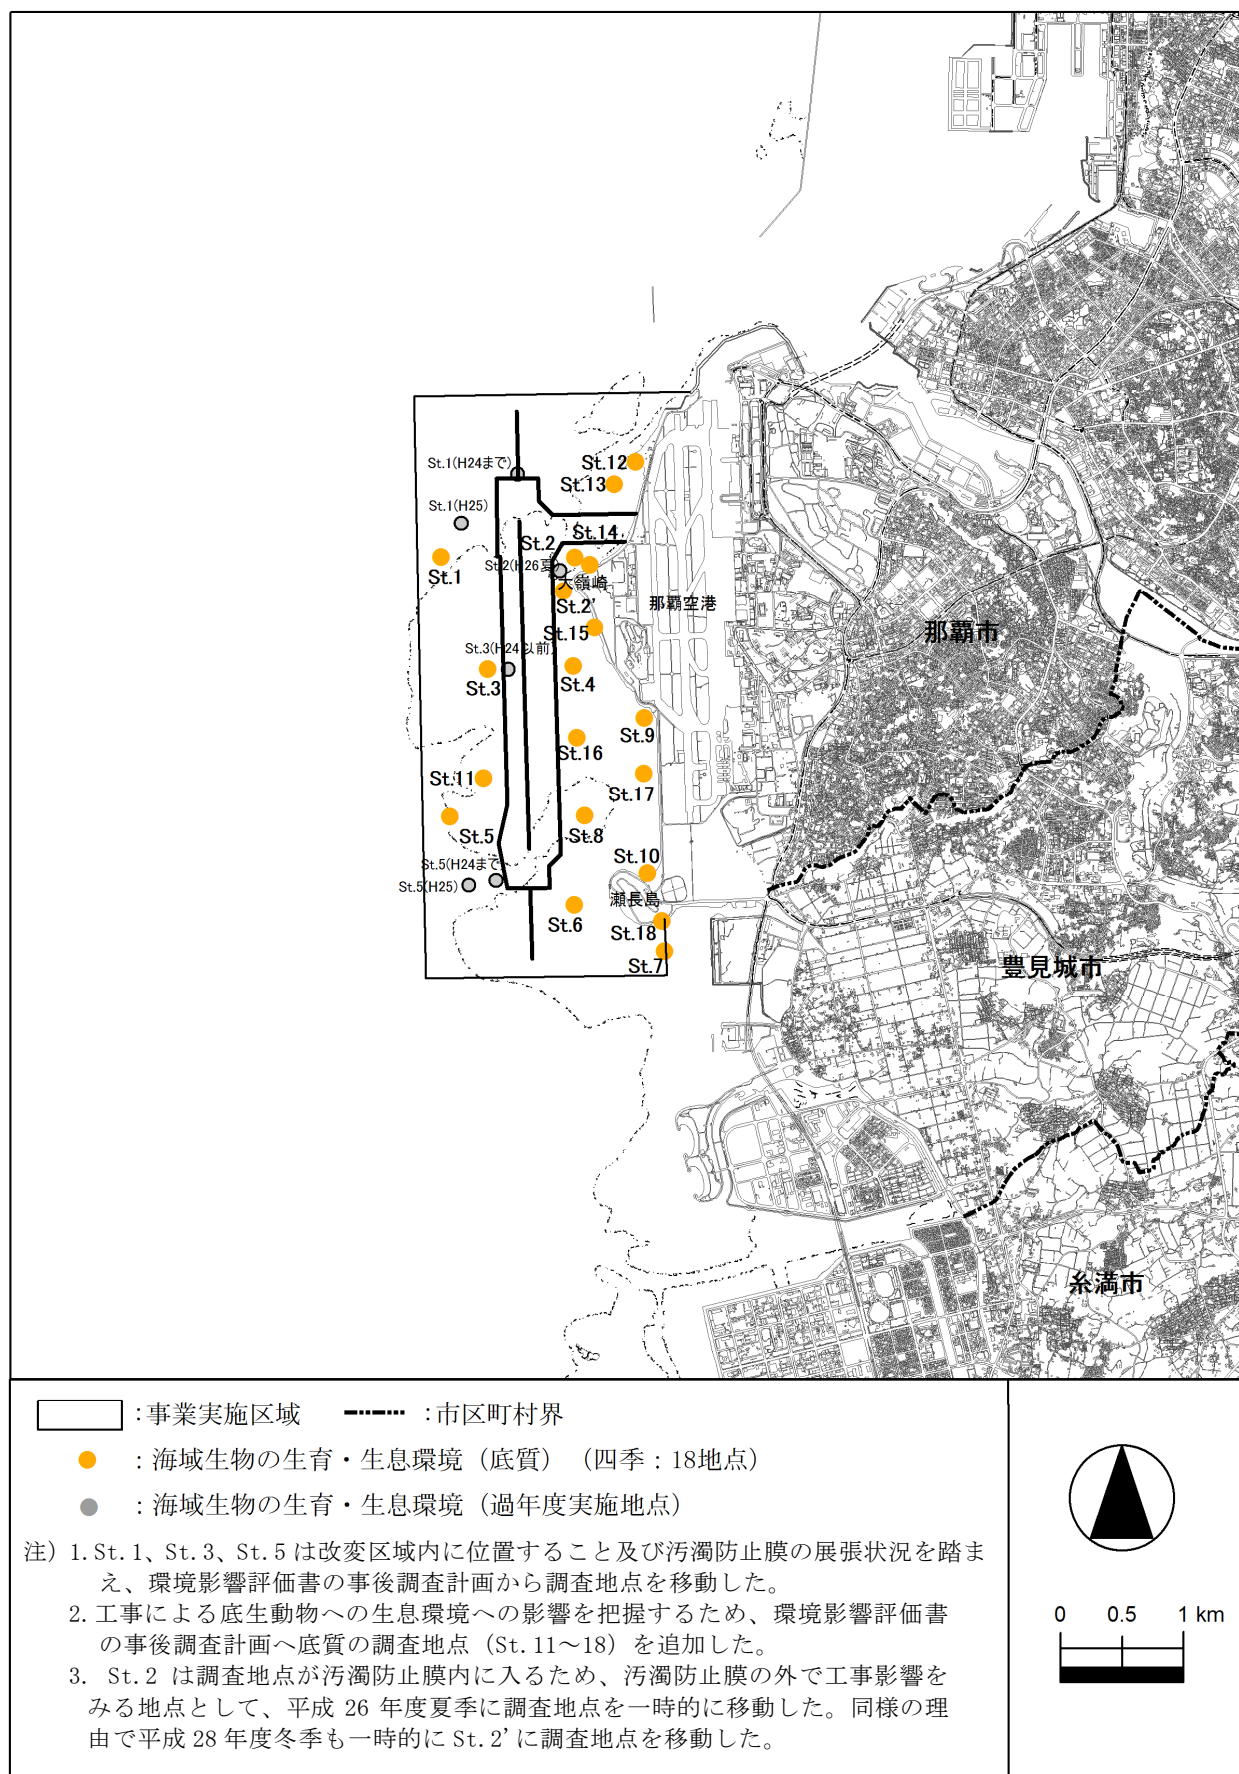 St.12
St.1(H24まで)
St.13
St.1(H25)
St.14
St.2
St.1
St.2(H26夏)
大嶺崎
St.2'
那覇空港
St.15
那覇市
St.3(H24以前)
St.3
St.4
St.9
St.16
St.11
St.17
St.5
St.8
St.5(H24まで)
St.10
St.5(H25)
瀬長島
St.6
St.18
St.7
豊見城市
糸満市
：事業実施区域
：市区町村界
：海域生物の生育・生息環境（底質）（四季：18地点）
：海域生物の生育・生息環境（過年度実施地点）
注）1. St.1、St.3、St.5 は改変区域内に位置すること及び汚濁防止膜の展張状況を踏ま
え、環境影響評価書の事後調査計画から調査地点を移動した。
2. 工事による底生動物への生息環境への影響を把握するため、環境影響評価書
の事後調査計画へ底質の調査地点（St.11～18）を追加した。
3. St.2 は調査地点が汚濁防止膜内に入るため、汚濁防止膜の外で工事影響を
みる地点として、平成 26 年度夏季に調査地点を一時的に移動した。同様の理
由で平成 28 年度冬季も一時的に St.2' に調査地点を移動した。
0 0.5 1 km